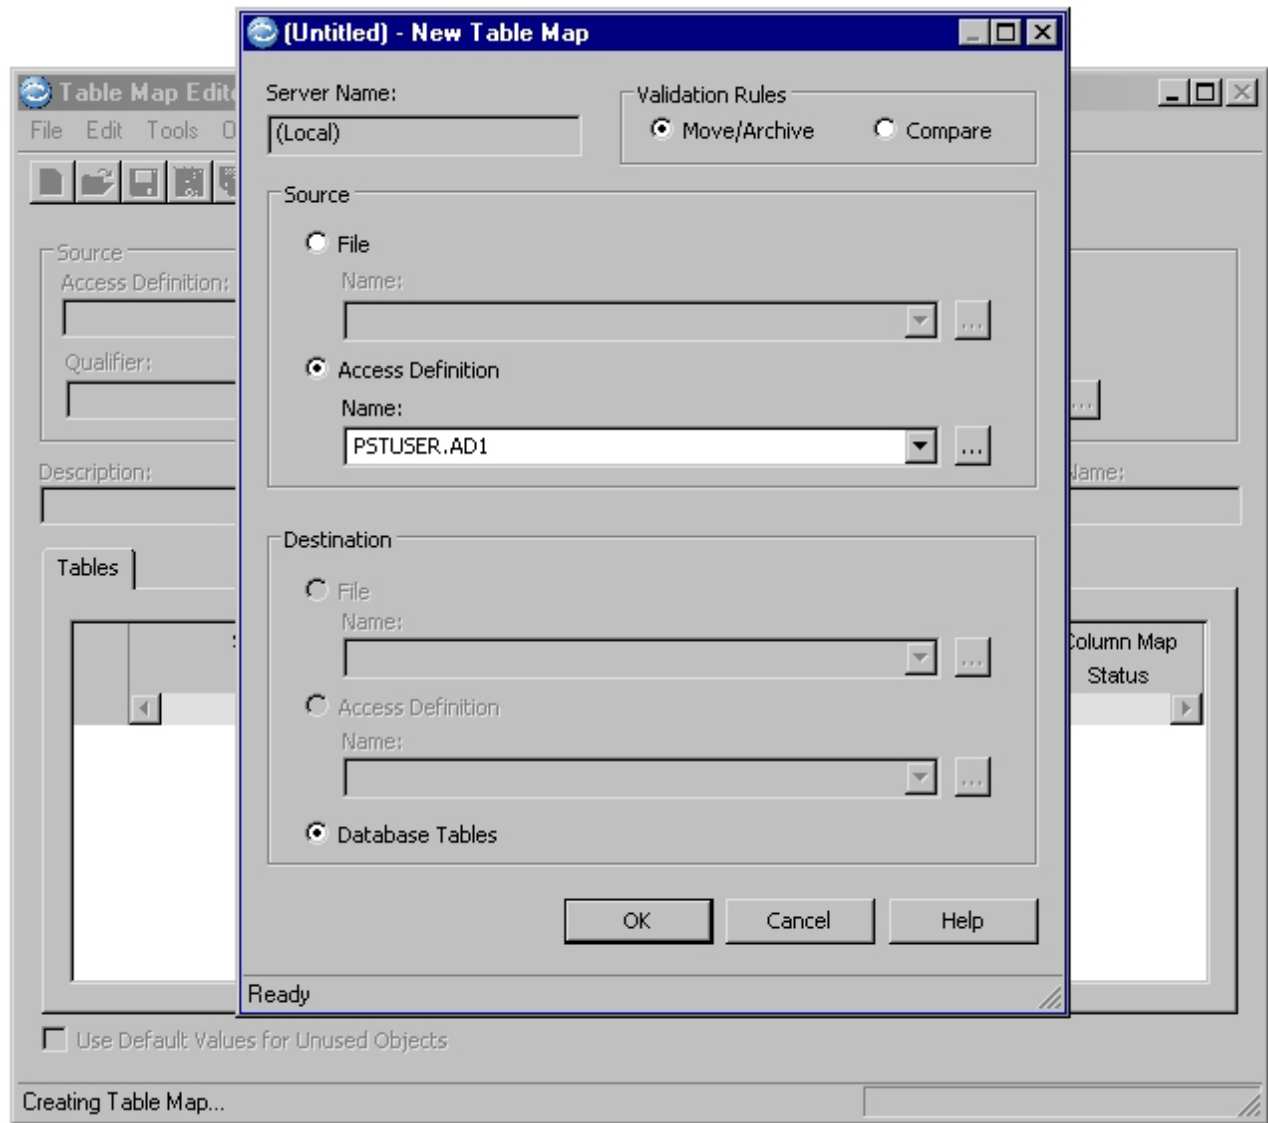 (Untitled) - New Table Map
Table Map Edit
File Edit Tools
Server Name:
(Local)
Validation Rules
Move/Archive Compare
Source
File
Name:
...
Access Definition
Name:
PSTUSER.AD1
...
Destination
File
Name:
...
Access Definition
Name:
...
Database Tables
OK Cancel Help
Ready
Source
Access Definition:
Qualifier:
...
Description:
Name:
Tables
Column Map
Status
Use Default Values for Unused Objects
Creating Table Map...